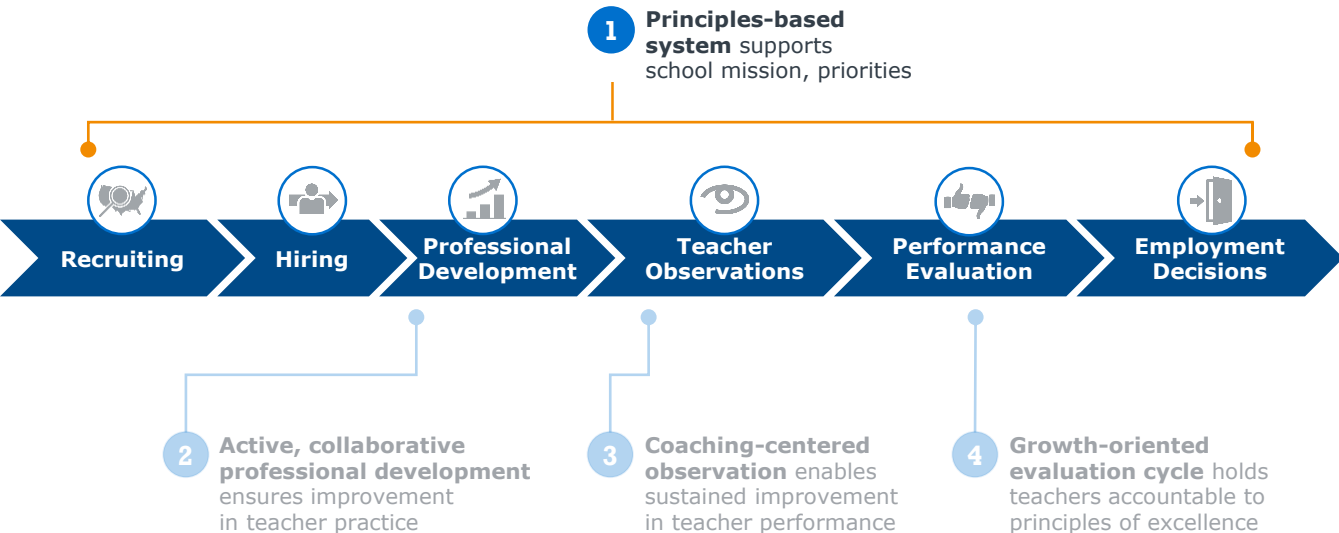 1
Principles-based
system supports
school mission, priorities
Recruiting
Hiring
Professional
Development
Teacher
Observations
Performance
Evaluation
Employment
Decisions
2
Active, collaborative
professional development
ensures improvement
in teacher practice
3
Coaching-centered
observation enables
sustained improvement
in teacher performance
4
Growth-oriented
evaluation cycle holds
teachers accountable to
principles of excellence